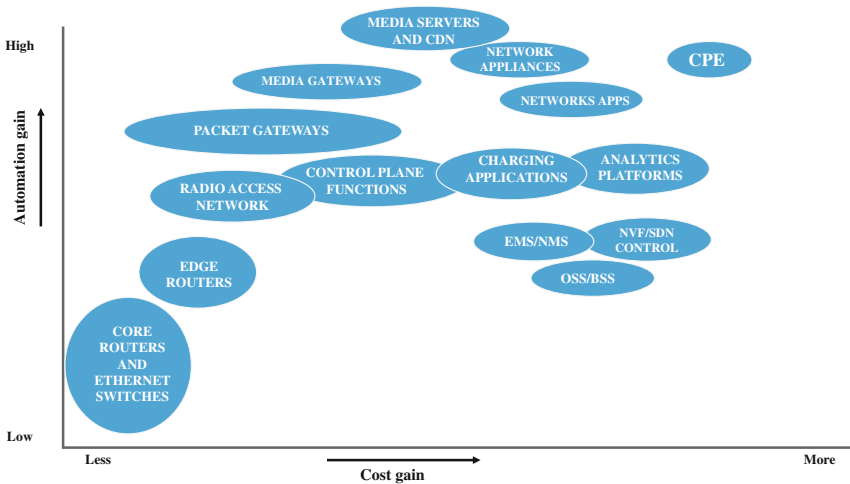 High
MEDIA SERVERS
AND CDN
NETWORK
APPLIANCES
CPE
MEDIA GATEWAYS
NETWORKS APPS
PACKET GATEWAYS
Automation gain
CONTROL PLANE
FUNCTIONS
CHARGING
APPLICATIONS
ANALYTICS
PLATFORMS
RADIO ACCESS
NETWORK
EMS/NMS
NVF/SDN
CONTROL
EDGE
ROUTERS
OSS/BSS
CORE
ROUTERS
AND
ETHERNET
SWITCHES
Low
Less
More
Cost gain